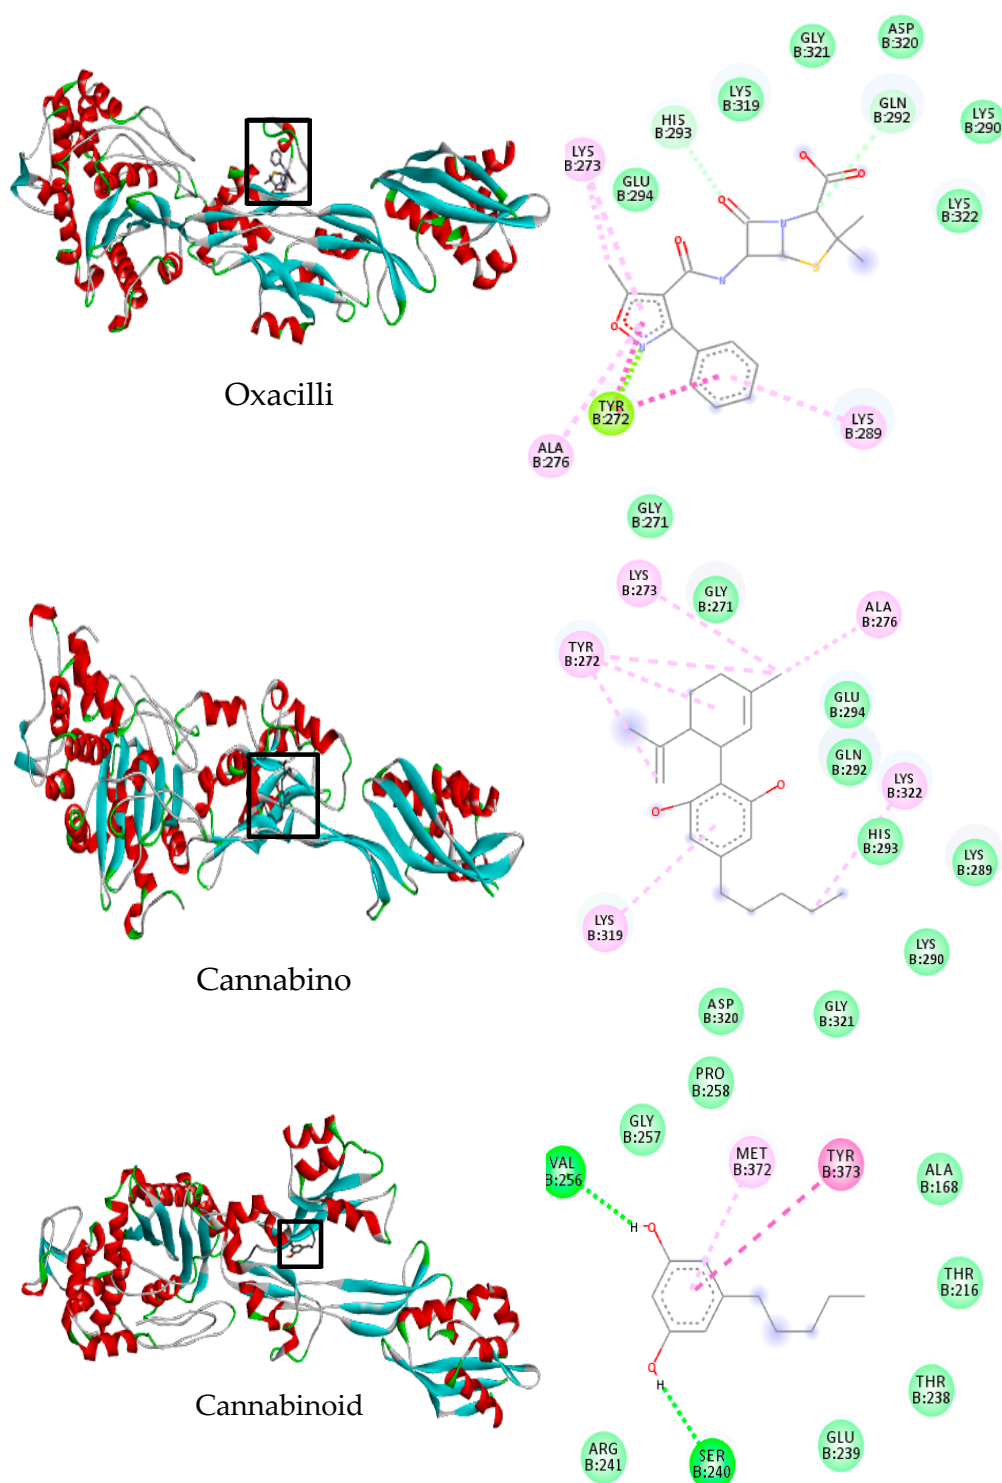 GLY
B:321
ASP
B:320
LYS
B:319
GLN
B:292
HIS
B:293
LYS
B:290
LYS
B:273
GLU
B:294
LYS
B:322
O
O
O
O
N
N
S
O
N
TYR
B:272
LYS
B:289
ALA
B:276
Oxacilli
GLY
B:271
LYS
B:273
GLY
B:271
ALA
B:276
TYR
B:272
GLU
B:294
GLN
B:292
LYS
B:322
O
O
HIS
B:293
LYS
B:289
LYS
B:319
LYS
B:290
Cannabino
ASP
B:320
GLY
B:321
PRO
B:258
GLY
B:257
VAL
B:256
MET
B:372
TYR
B:373
ALA
B:168
H O
THR
B:216
O
H
THR
B:238
Cannabinoid
GLU
B:239
ARG
B:241
SER
B:240